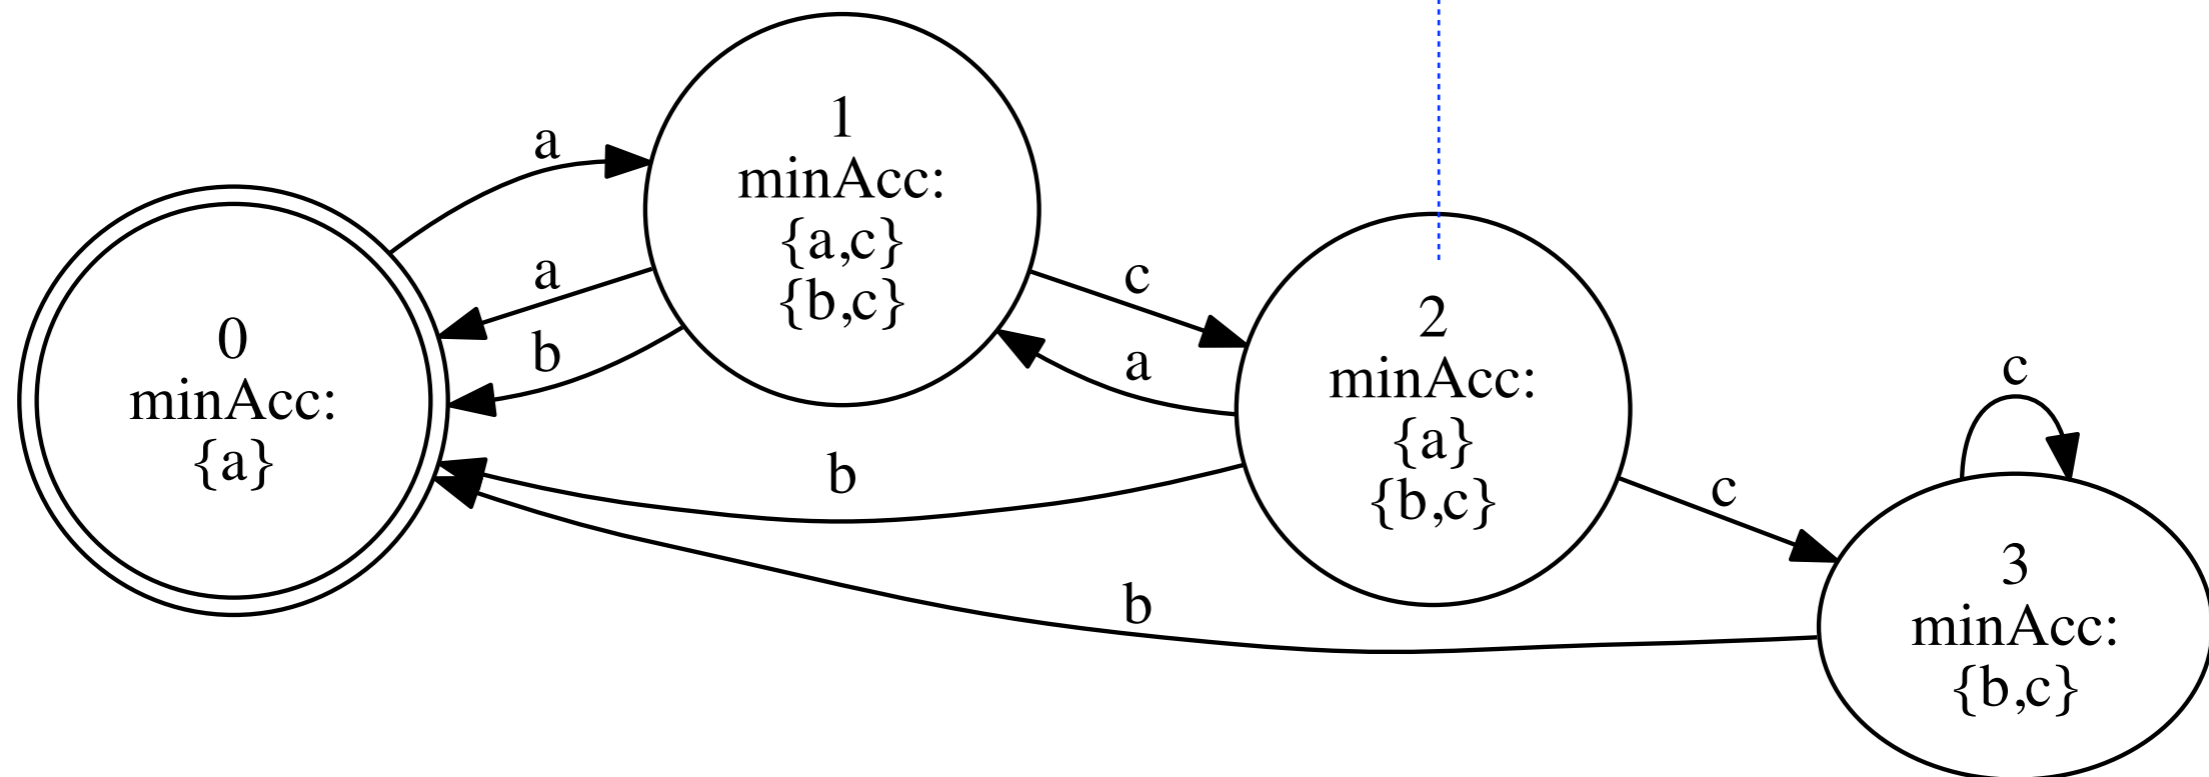 a
1
minAcc:
{a,c}
{b,c}
a
b
0
minAcc:
{a}
c
a
2
minAcc:
{a}
{b,c}
b
c
c
b
3
minAcc:
{b,c}